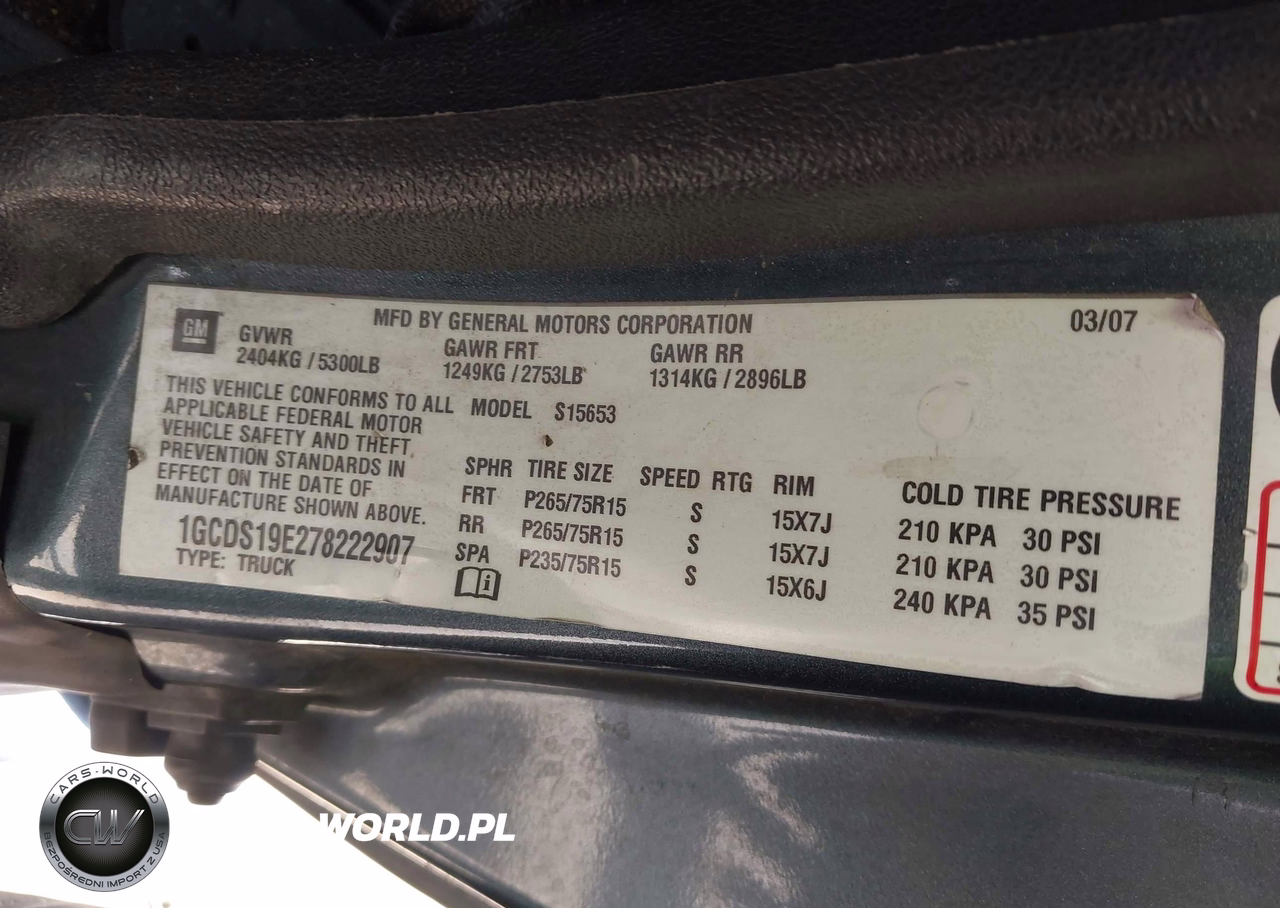 GM
MFD BY GENERAL MOTORS CORPORATION 03/07
GVWR GAWR FRT GAWR RR
2404KG / 5300LB 1249KG / 2753LB 1314KG / 2896LB
THIS VEHICLE CONFORMS TO ALL
APPLICABLE FEDERAL MOTOR
VEHICLE SAFETY AND THEFT
PREVENTION STANDARDS IN
EFFECT ON THE DATE OF
MANUFACTURE SHOWN ABOVE.
1GCDS19E278222907
TYPE: TRUCK
MODEL S15653
SPHR TIRE SIZE SPEED RTG RIM COLD TIRE PRESSURE
FRT P265/75R15 S 15X7J 210 KPA 30 PSI
RR P265/75R15 S 15X7J 210 KPA 30 PSI
SPA P235/75R15 S 15X6J 240 KPA 35 PSI
CARS-WORLD
CW
BEZPOŚREDNI IMPORT Z USA
WORLD.PL